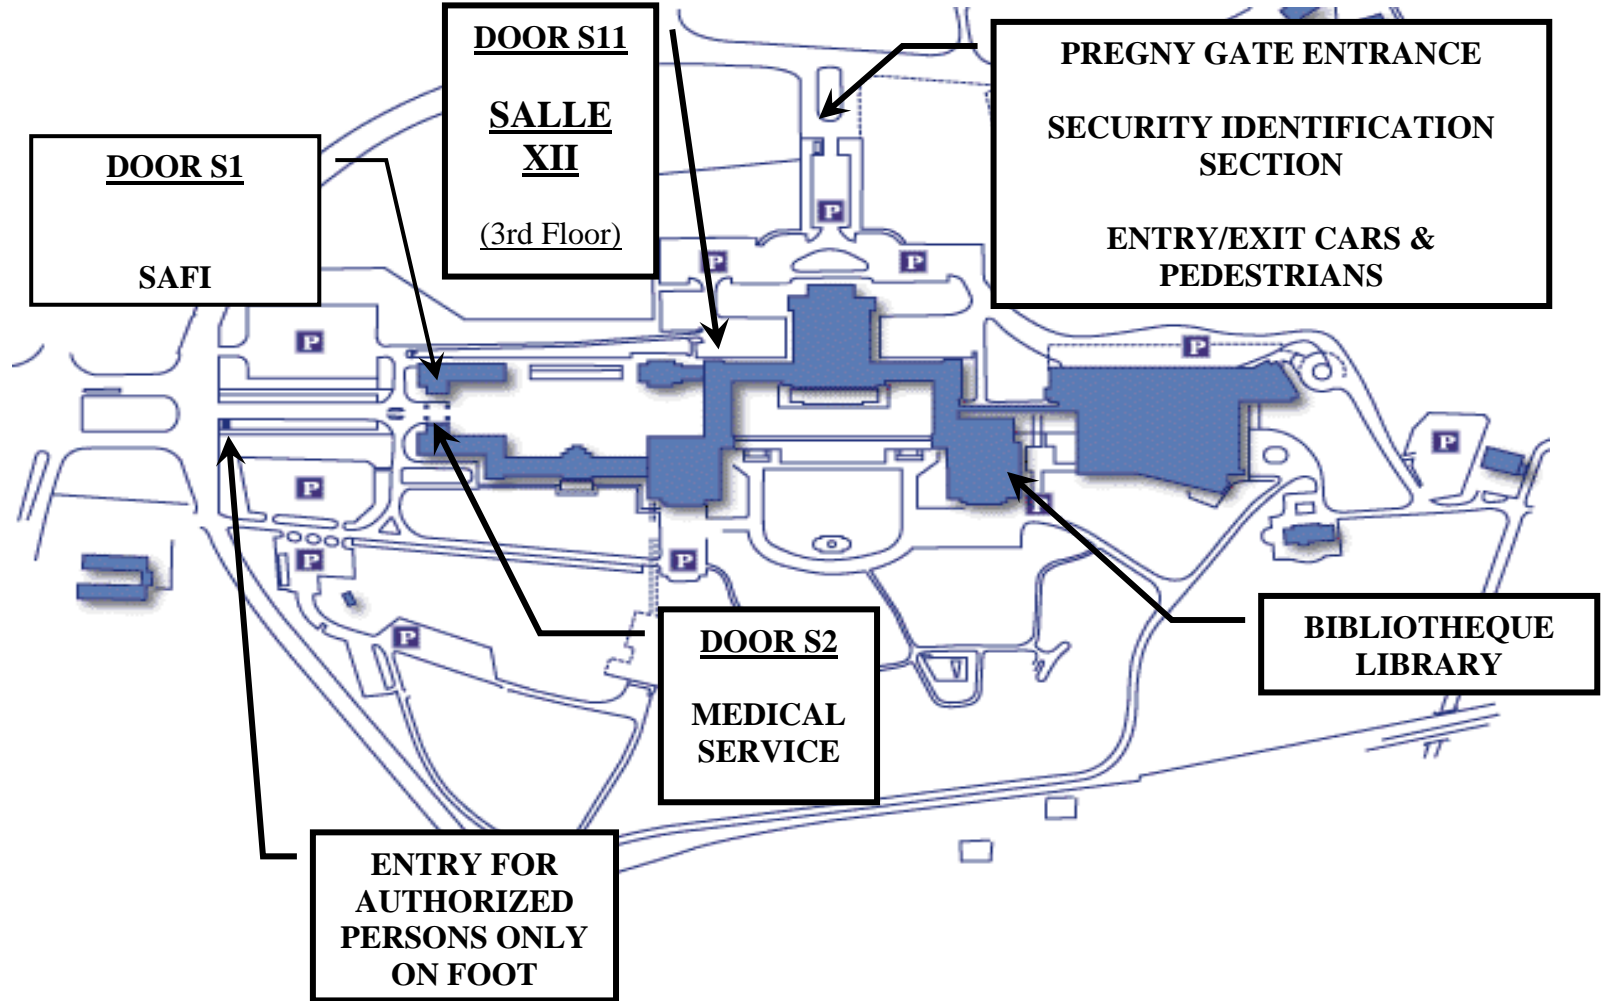 DOOR S11
SALLE
XII
(3rd Floor)
PREGNY GATE ENTRANCE
SECURITY IDENTIFICATION
SECTION
ENTRY/EXIT CARS &
PEDESTRIANS
DOOR S1
SAFI
P
P
P
P
P
P
P
P
P
P
P
DOOR S2
MEDICAL
SERVICE
BIBLIOTHEQUE
LIBRARY
ENTRY FOR
AUTHORIZED
PERSONS ONLY
ON FOOT